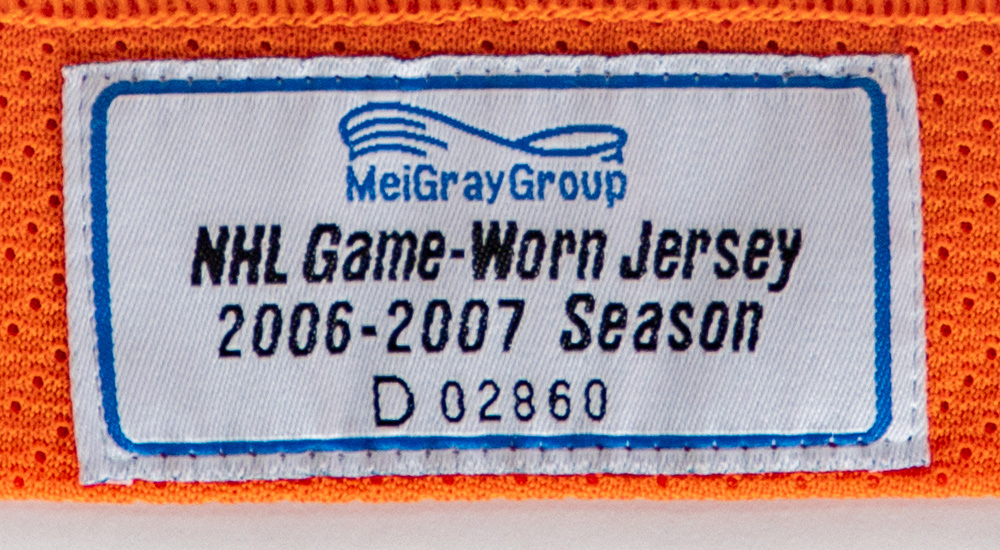 MeiGrayGroup
NHL Game-Worn Jersey
2006-2007 Season
D 02860